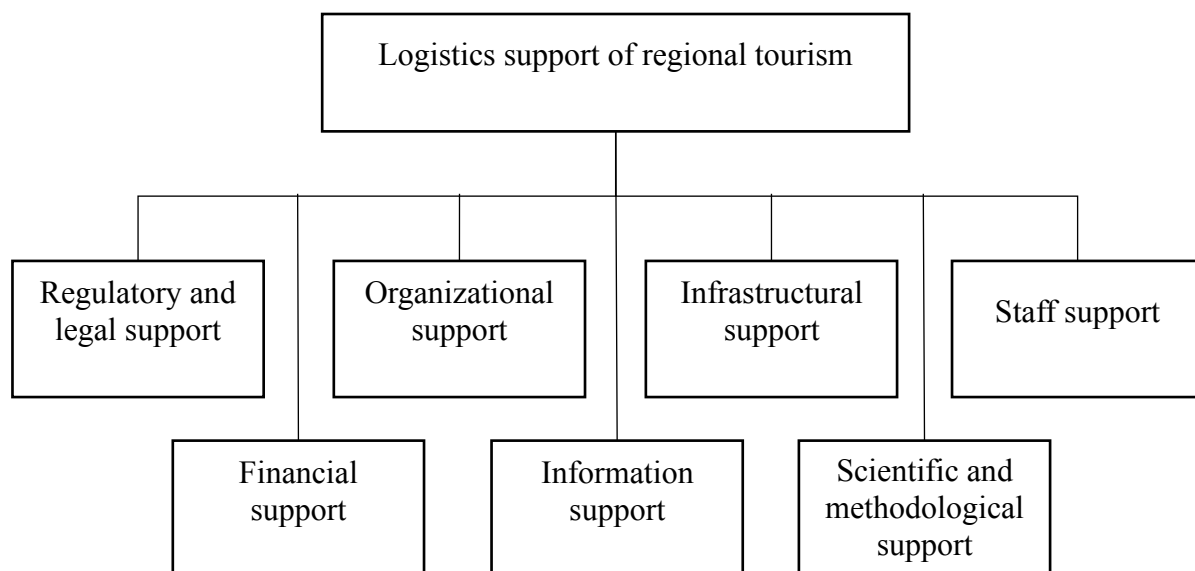 Logistics support of regional tourism
Regulatory and
legal support
Organizational
support
Infrastructural
support
Staff support
Financial
support
Information
support
Scientific and
methodological
support